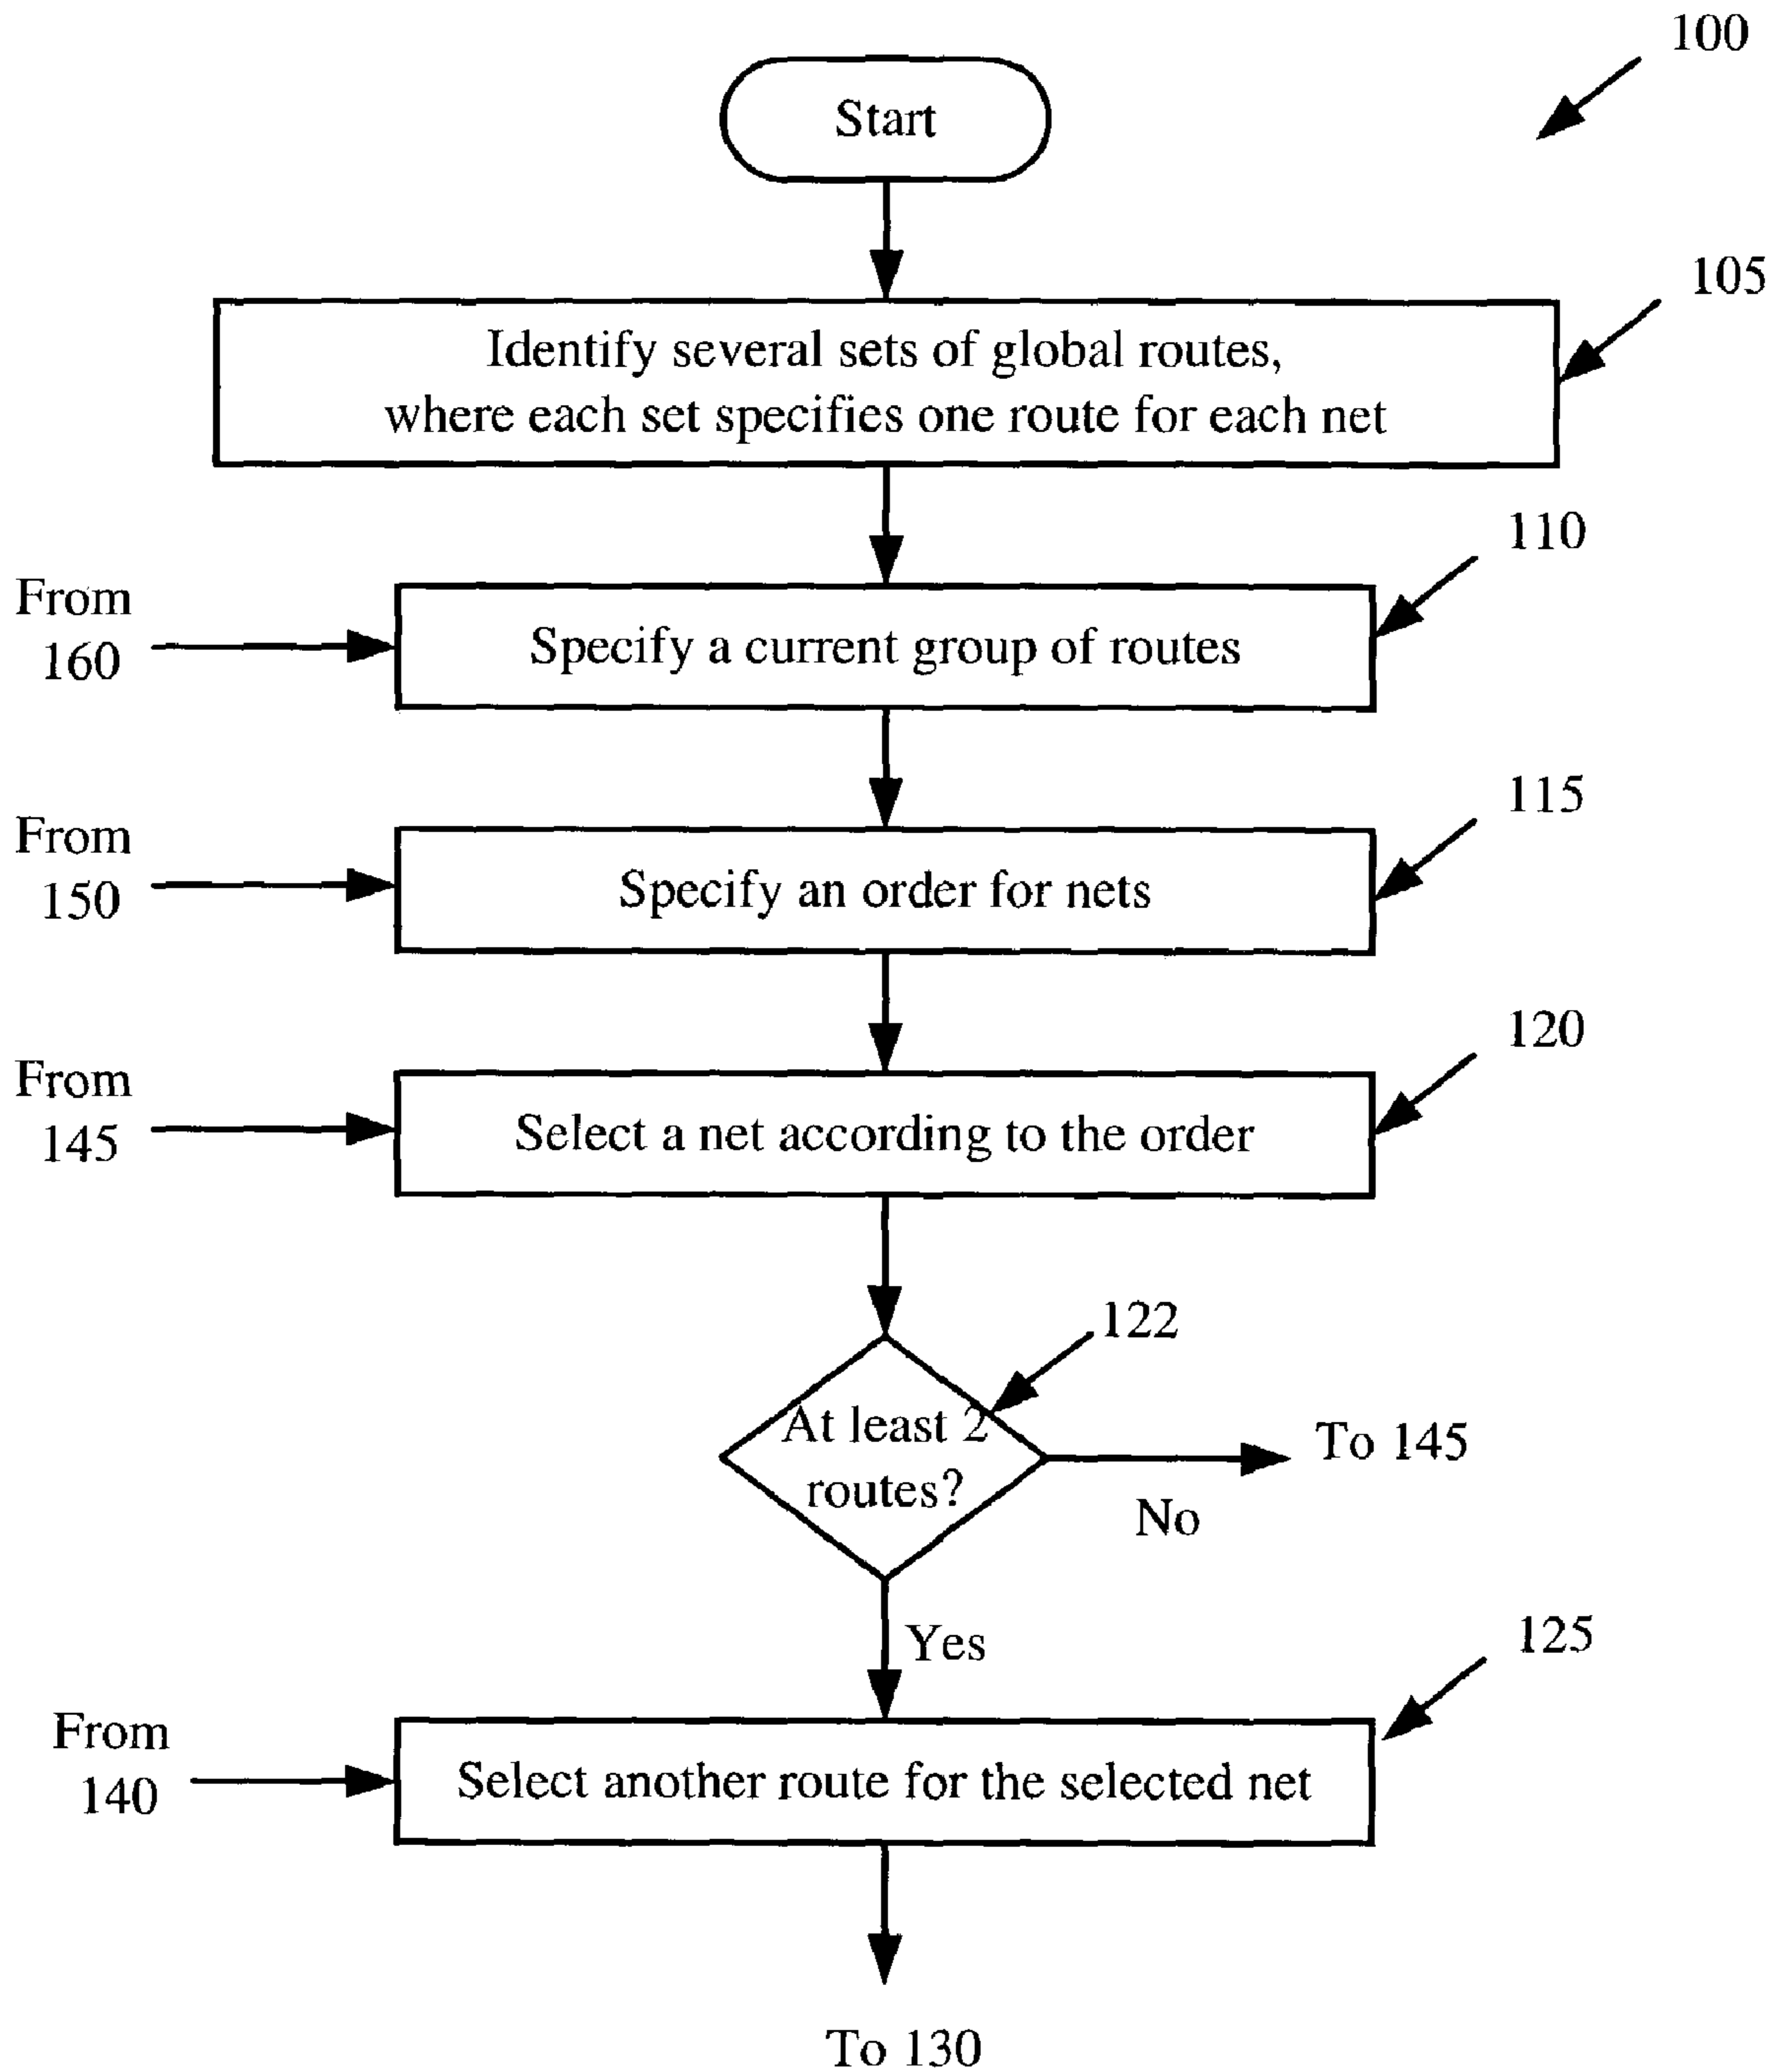 100
Start
105
Identify several sets of global routes,
where each set specifies one route for each net
110
From
160
Specify a current group of routes
115
From
150
Specify an order for nets
120
From
145
Select a net according to the order
122
At least 2
routes?
To 145
No
Yes
125
From
140
Select another route for the selected net
To 130